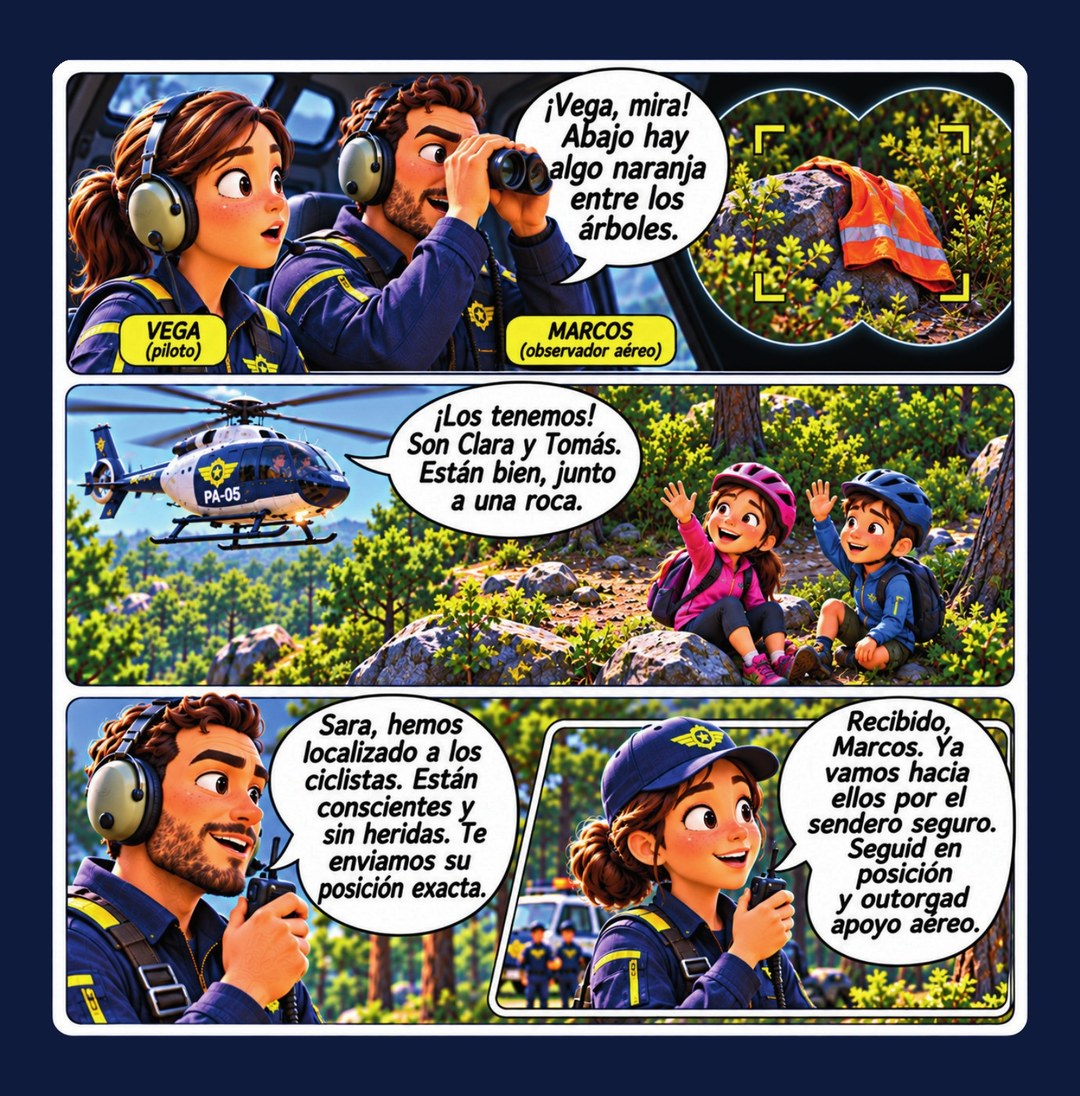 ¡Vega, mira!
Abajo hay
algo naranja
entre los
árboles.
VEGA
(piloto)
MARCOS
(observador aéreo)
¡Los tenemos!
Son Clara y Tomás.
Están bien, junto
a una roca.
PA-05
Sara, hemos
localizado a los
ciclistas. Están
conscientes y
sin heridas. Te
enviamos su
posición exacta.
Recibido,
Marcos. Ya
vamos hacia
ellos por el
sendero seguro.
Seguid en
posición
y outorgad
apoyo aéreo.